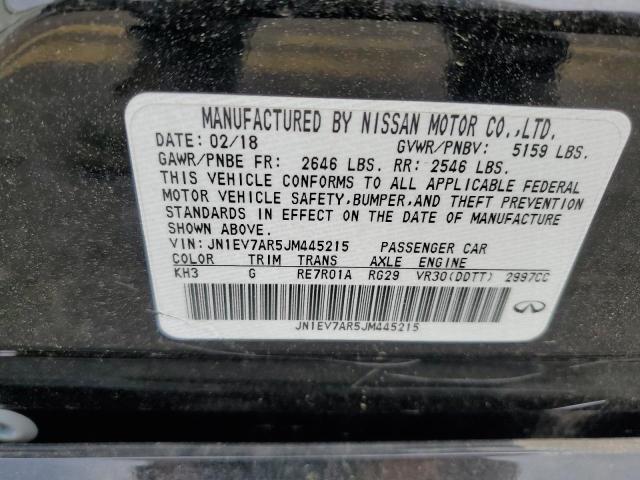 MANUFACTURED BY NISSAN MOTOR CO.,LTD.
DATE: 02/18 GVWR/PNBV: 5159 LBS.
GAWR/PNBE FR: 2646 LBS. RR: 2546 LBS.
THIS VEHICLE CONFORMS TO ALL APPLICABLE FEDERAL
MOTOR VEHICLE SAFETY,BUMPER,AND THEFT PREVENTION
STANDARDS IN EFFECT ON THE DATE OF MANUFACTURE
SHOWN ABOVE.
VIN: JN1EV7AR5JM445215 PASSENGER CAR
COLOR TRIM TRANS AXLE ENGINE
KH3 G RE7R01A RG29 VR30(DDTT) 2997CC
JN1EV7AR5JM445215